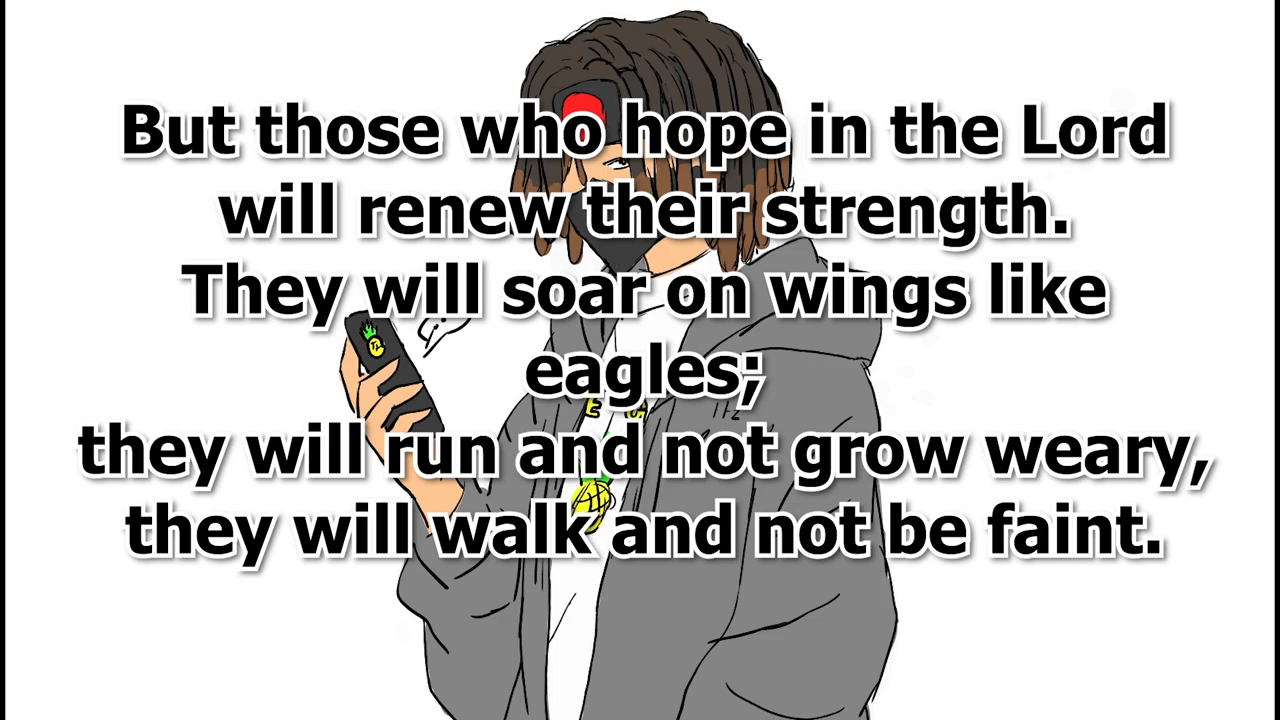 But those who hope in the Lord
will renew their strength.
They will soar on wings like
eagles;
they will run and not grow weary,
they will walk and not be faint.